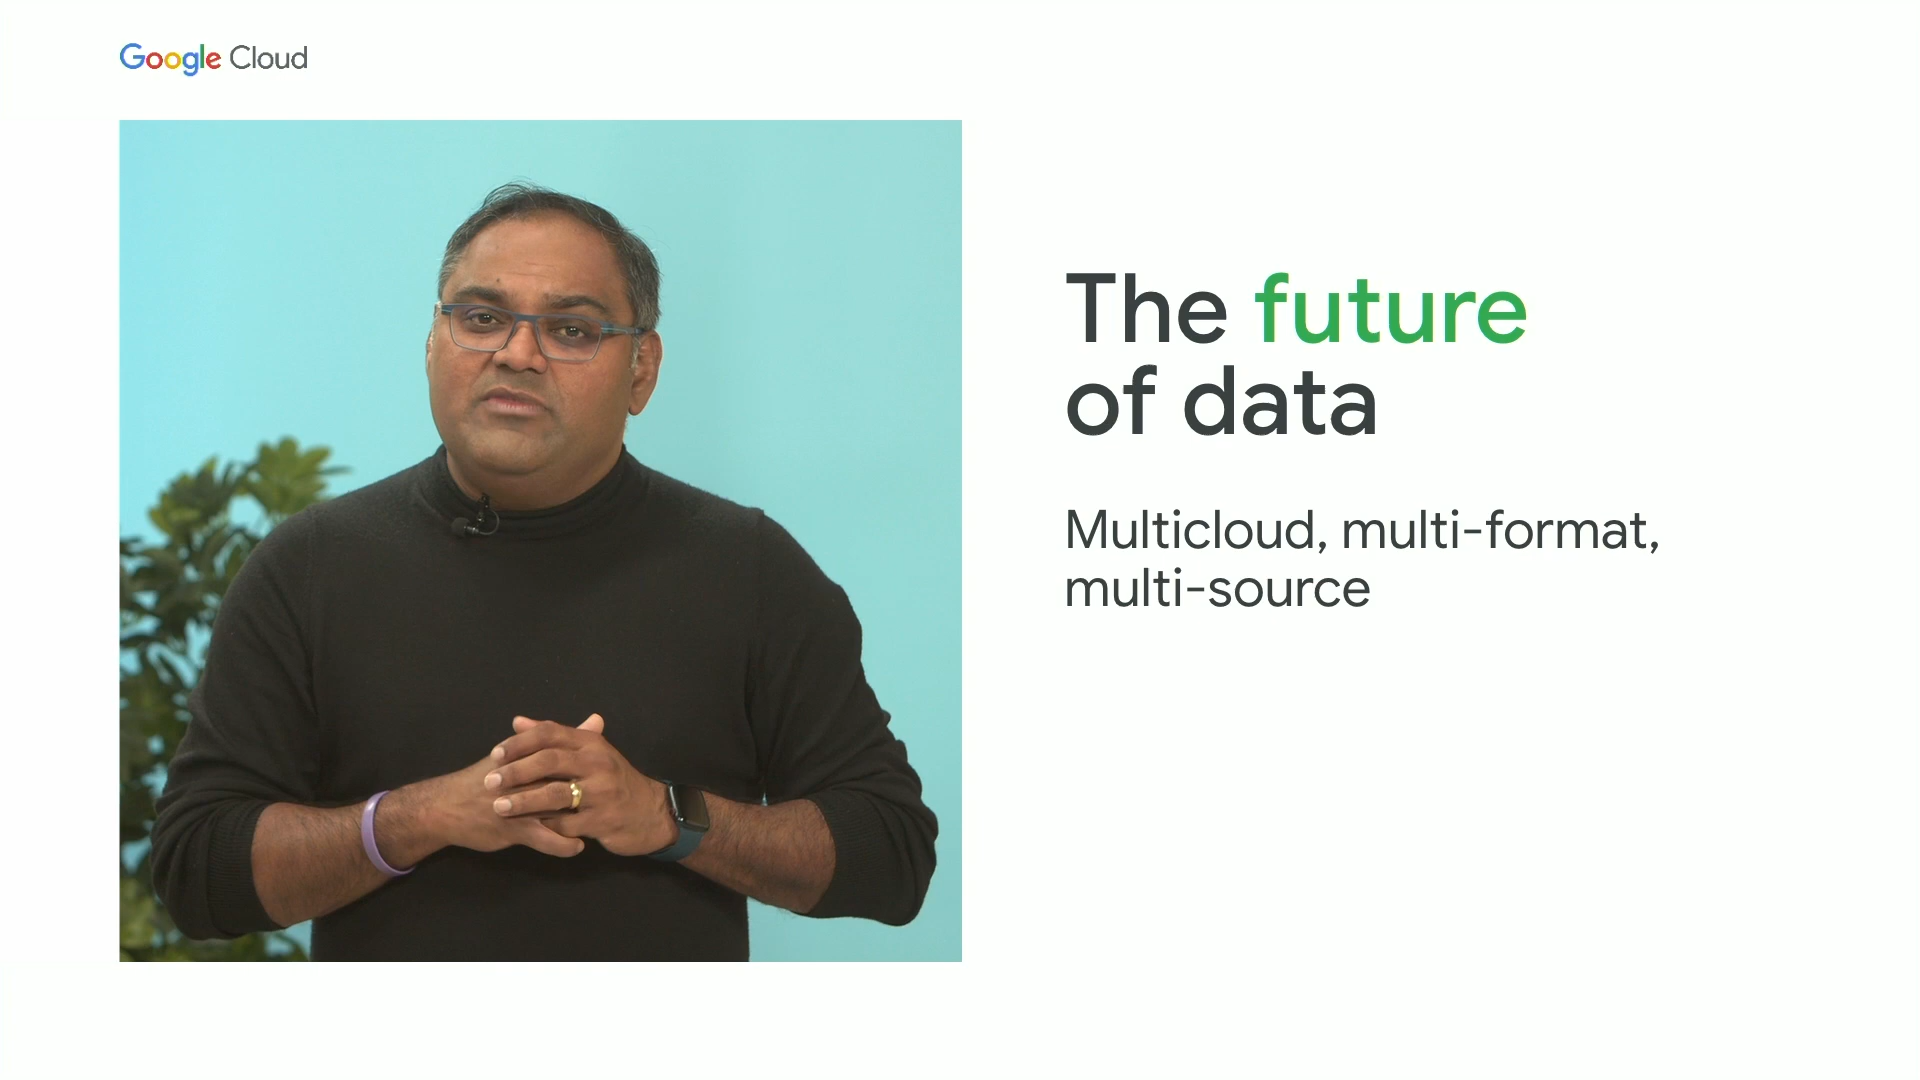 Google Cloud
The future
of data
Multicloud, multi-format,
multi-source